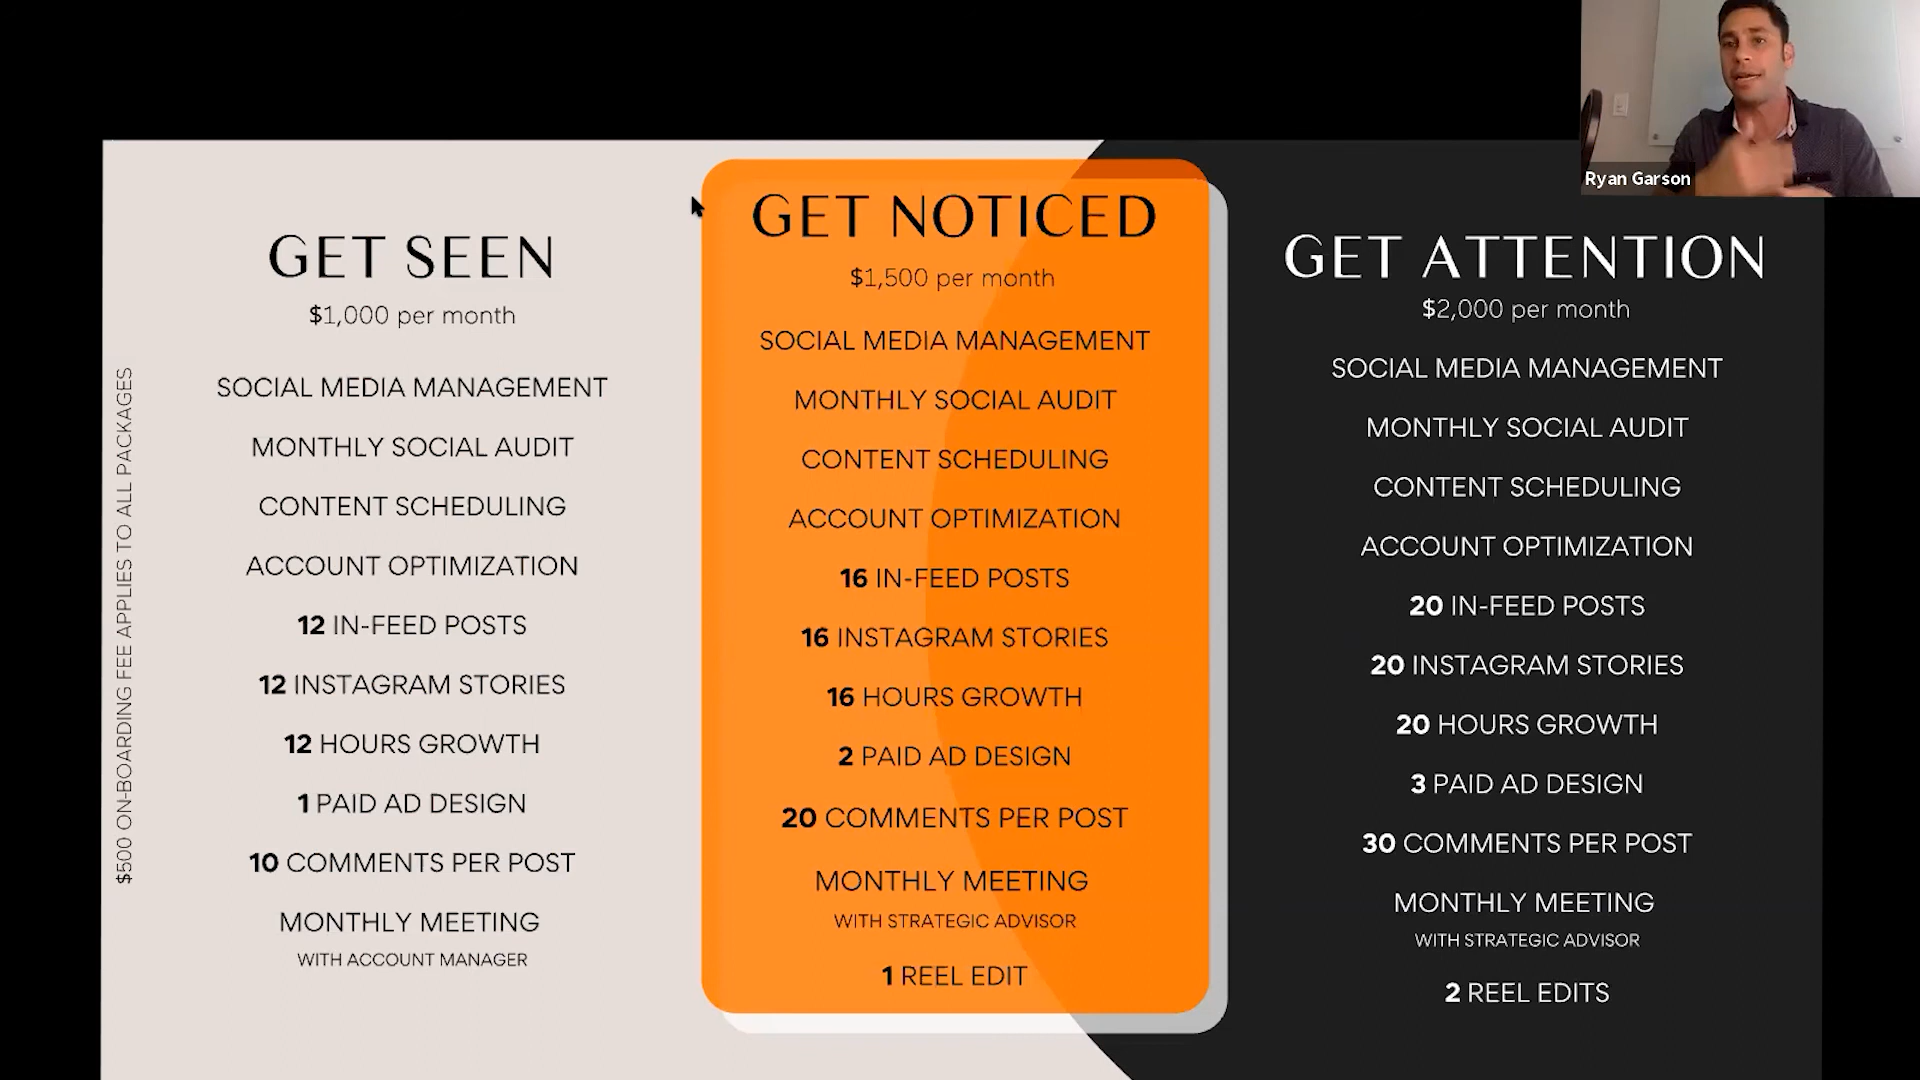 Ryan Garson
$500 ON-BOARDING FEE APPLIES TO ALL PACKAGES
GET SEEN
$1,000 per month
SOCIAL MEDIA MANAGEMENT
MONTHLY SOCIAL AUDIT
CONTENT SCHEDULING
ACCOUNT OPTIMIZATION
12 IN-FEED POSTS
12 INSTAGRAM STORIES
12 HOURS GROWTH
1 PAID AD DESIGN
10 COMMENTS PER POST
MONTHLY MEETING
WITH ACCOUNT MANAGER
GET NOTICED
$1,500 per month
SOCIAL MEDIA MANAGEMENT
MONTHLY SOCIAL AUDIT
CONTENT SCHEDULING
ACCOUNT OPTIMIZATION
16 IN-FEED POSTS
16 INSTAGRAM STORIES
16 HOURS GROWTH
2 PAID AD DESIGN
20 COMMENTS PER POST
MONTHLY MEETING
WITH STRATEGIC ADVISOR
1 REEL EDIT
GET ATTENTION
$2,000 per month
SOCIAL MEDIA MANAGEMENT
MONTHLY SOCIAL AUDIT
CONTENT SCHEDULING
ACCOUNT OPTIMIZATION
20 IN-FEED POSTS
20 INSTAGRAM STORIES
20 HOURS GROWTH
3 PAID AD DESIGN
30 COMMENTS PER POST
MONTHLY MEETING
WITH STRATEGIC ADVISOR
2 REEL EDITS